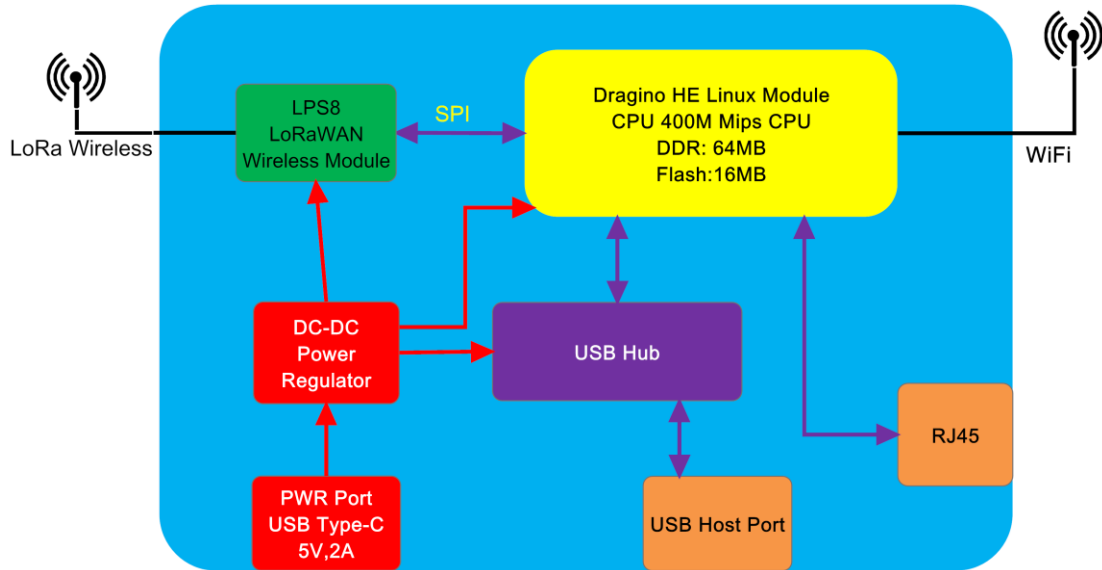 LoRa Wireless
LPS8
LoRaWAN
Wireless Module
SPI
Dragino HE Linux Module
CPU 400M Mips CPU
DDR: 64MB
Flash:16MB
WiFi
DC-DC
Power
Regulator
USB Hub
RJ45
PWR Port
USB Type-C
5V,2A
USB Host Port